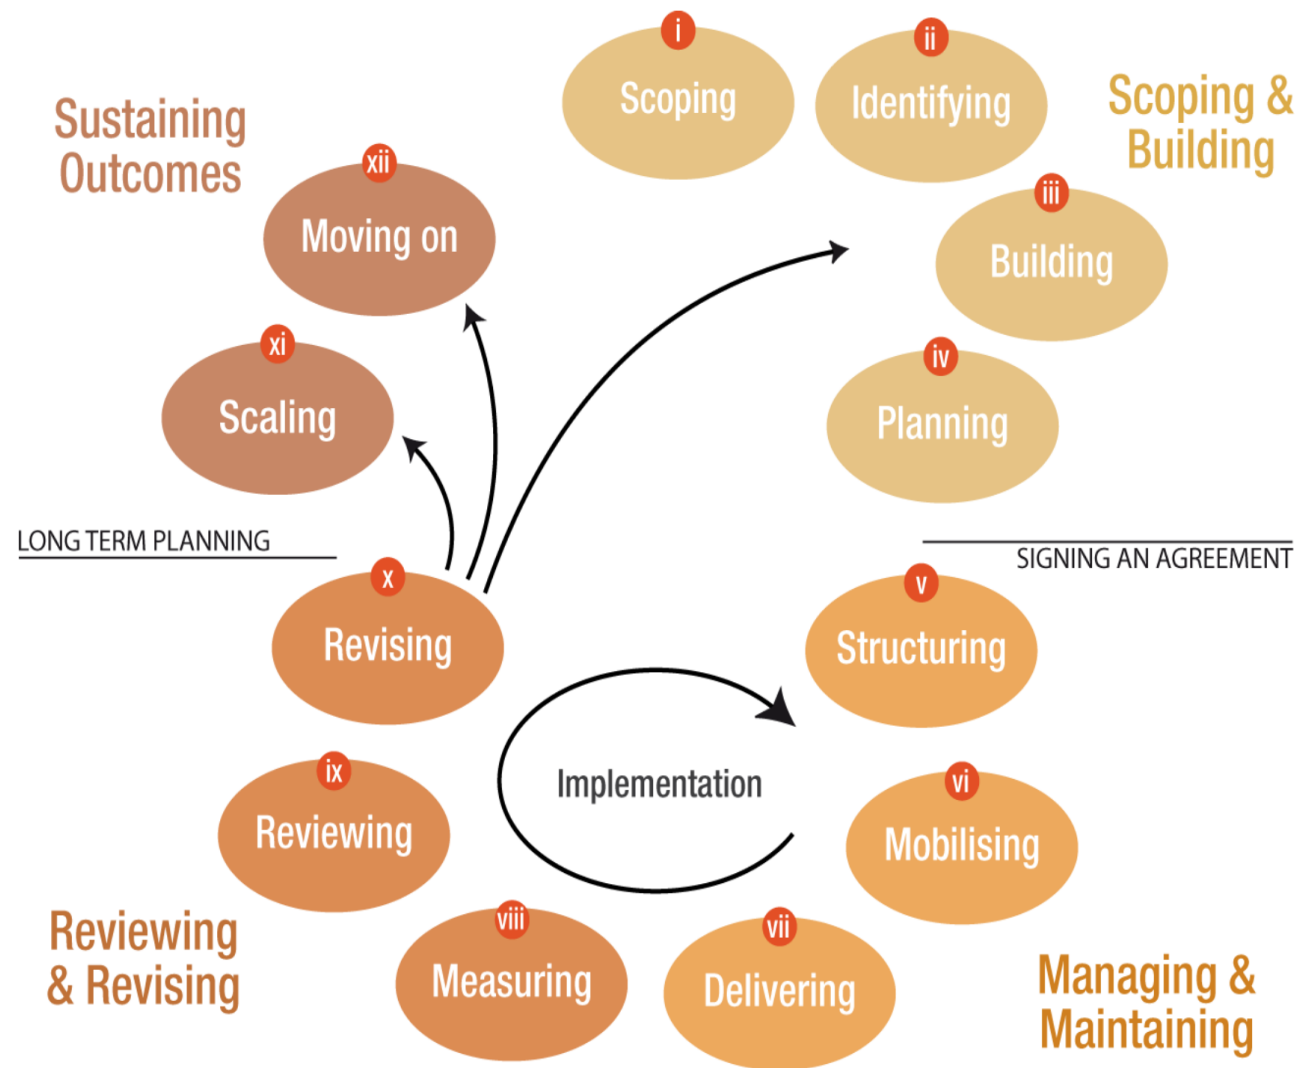 i
Scoping
ii
Identifying
Scoping &
Building
iii
Building
iv
Planning
SIGNING AN AGREEMENT
v
Structuring
vi
Mobilising
Managing &
Maintaining
vii
Delivering
viii
Measuring
Reviewing
& Revising
ix
Reviewing
x
Revising
Implementation
LONG TERM PLANNING
xi
Scaling
xii
Moving on
Sustaining
Outcomes